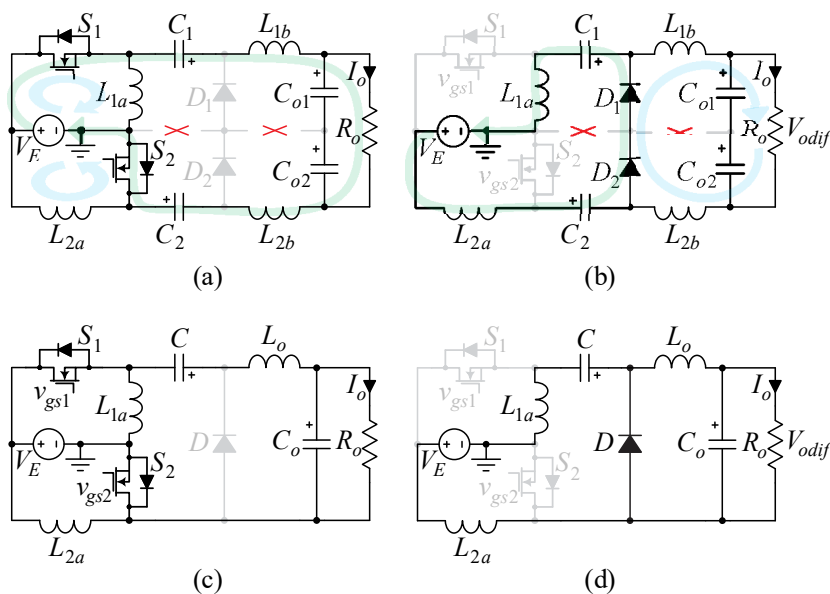 S1 C1 L1b
L1a D1 Co1 Io
VE Ro
S2 D2 Co2
L2a C2 L2b
(a)
C1 L1b
vgs1 L1a D1 Co1 Io
VE Ro Vodif
S2 vgs2 D2 Co2
L2a C2 L2b
(b)
S1 C Lo
vgs1 L1a Io
VE D Co Ro
vgs2 S2
L2a
(c)
S1 C Lo
vgs1 L1a Io
VE D Co Ro Vodif
vgs2 S2
L2a
(d)